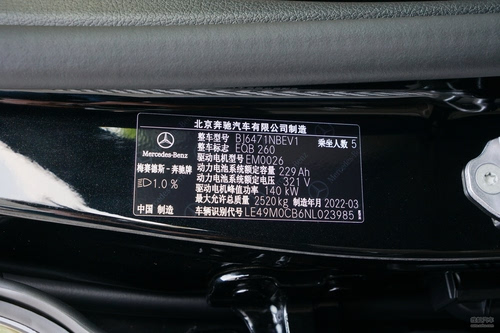 北京奔驰汽车有限公司制造
整车型号 BJ6471NBEV1 乘坐人数 5
整车标志 EQB 260
驱动电机型号 EM0026
动力电池系统额定容量 229 Ah
动力电池系统额定电压 321 V
驱动电机峰值功率 140 kW
最大允许总质量 2520kg 制造年月 2022-03
车辆识别代号 LE49M0CB6NL023985
Mercedes-Benz
梅赛德斯-奔驰牌
1.0 %
中国 制造